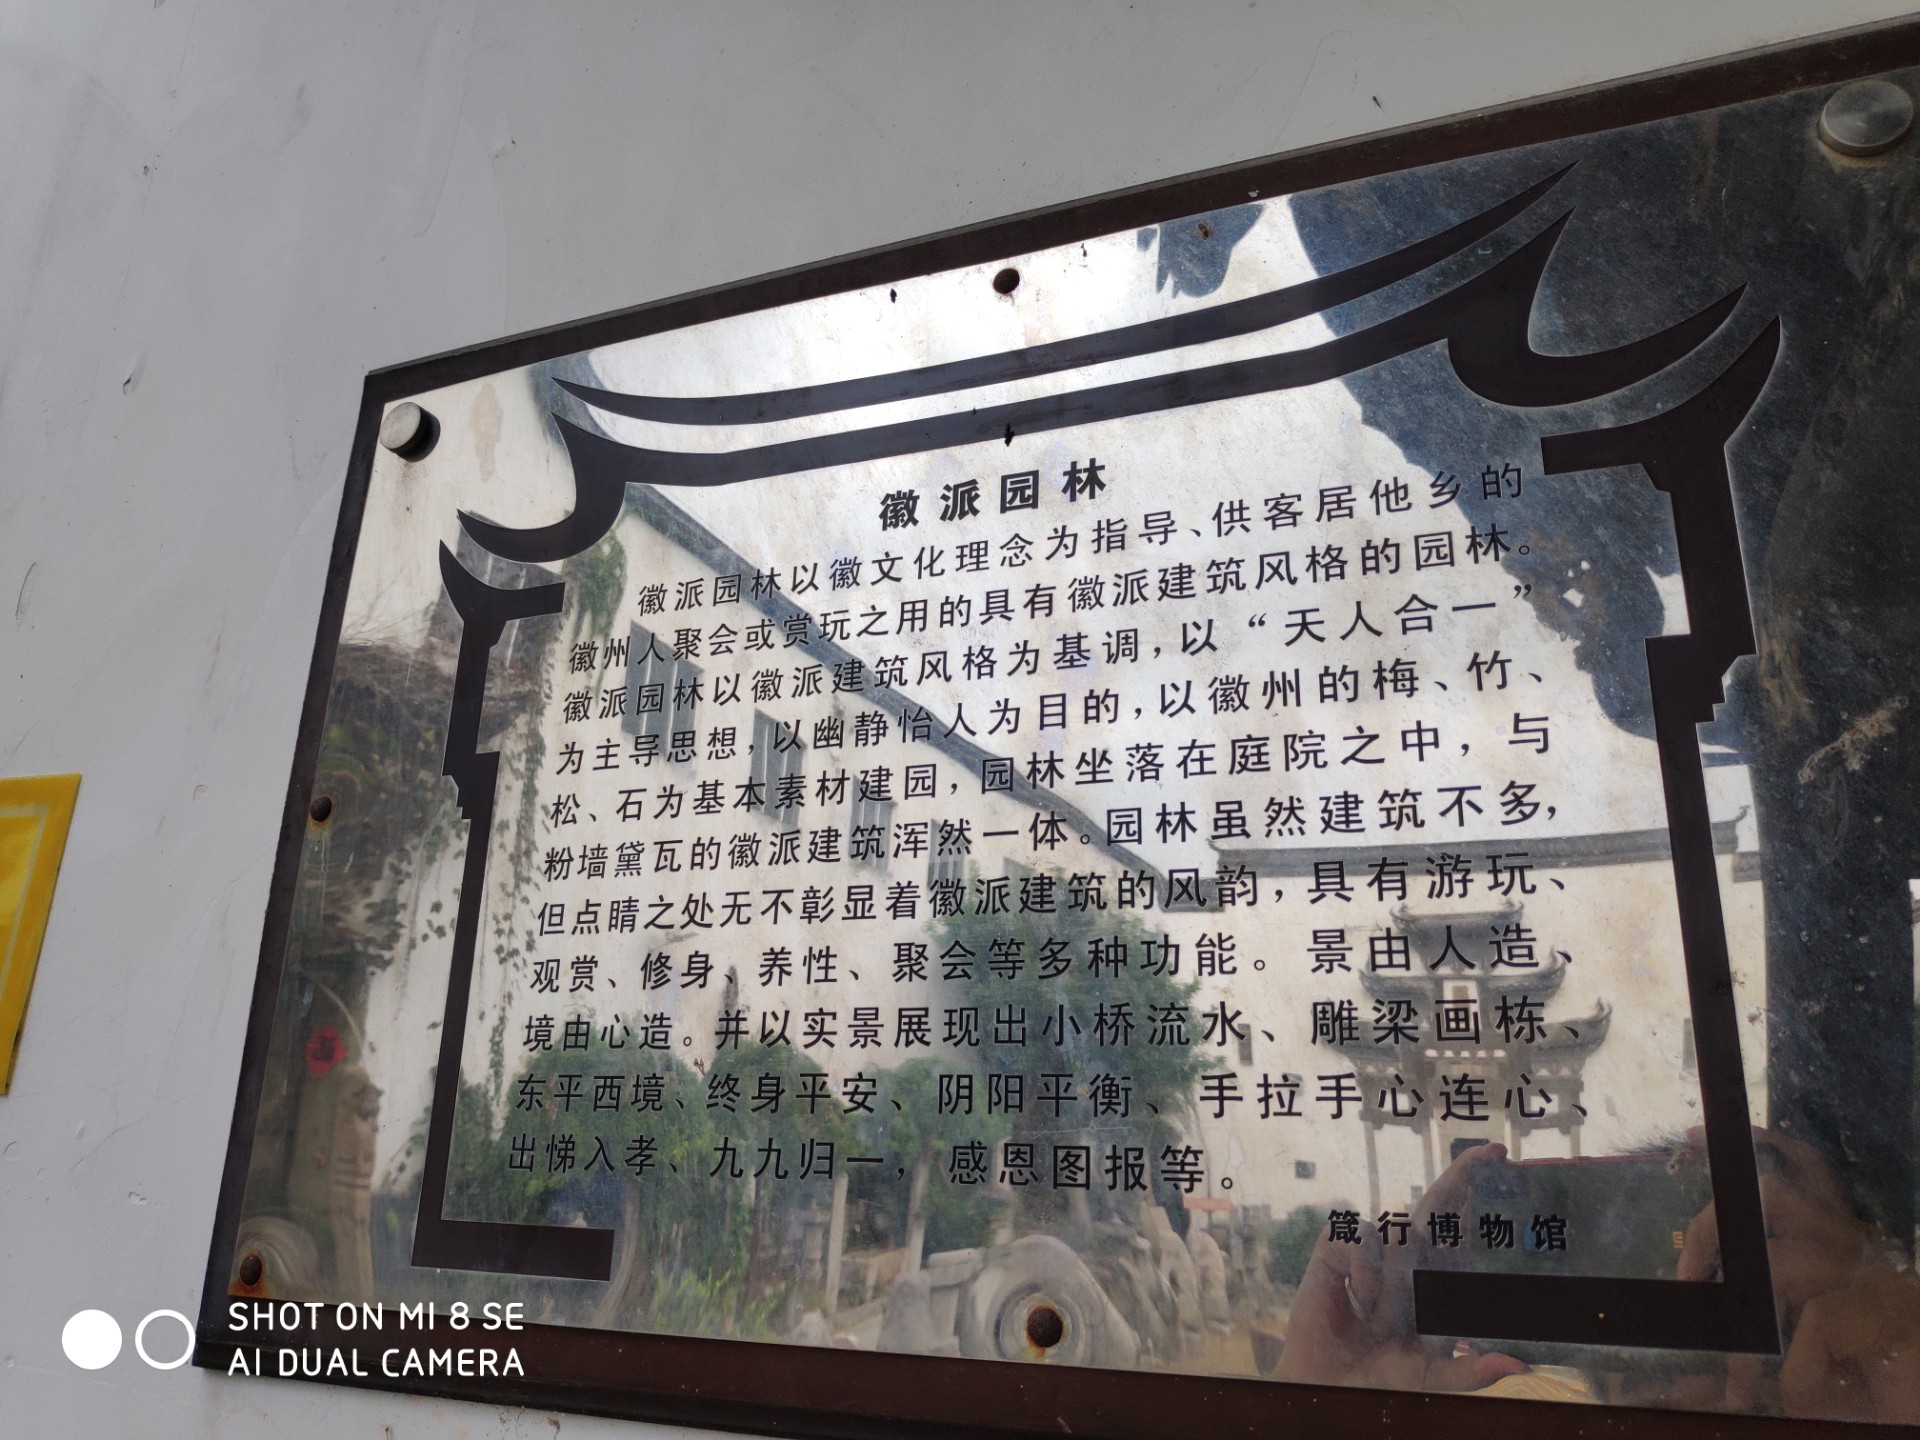 徽派园林
徽派园林以徽文化理念为指导、供客居他乡的
徽州人聚会或赏玩之用的具有徽派建筑风格的园林。
徽派园林以徽派建筑风格为基调,以“天人合一”
为主导思想,以幽静怡人为目的,以徽州的梅、竹、
松、石为基本素材建园,园林坐落在庭院之中,与
粉墙黛瓦的徽派建筑浑然一体。园林虽然建筑不多,
但点睛之处无不彰显着徽派建筑的风韵,具有游玩、
观赏、修身、养性、聚会等多种功能。景由人造、
境由心造。并以实景展现出小桥流水、雕梁画栋、
东平西境、终身平安、阴阳平衡、手拉手心连心、
出悌入孝、九九归一,感恩图报等。
箴行博物馆
SHOT ON MI 8 SE
AI DUAL CAMERA